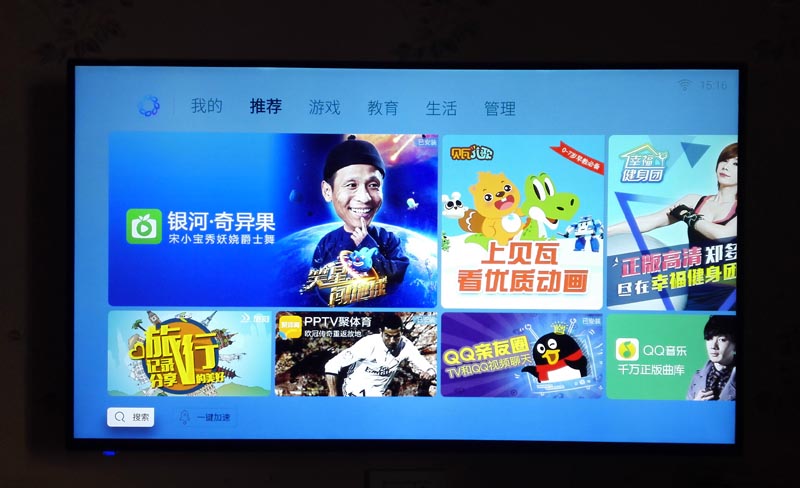 15:16
我的 推荐 游戏 教育 生活 管理
已安装
银河·奇异果
宋小宝秀妖娆爵士舞
笑星
闯地球
贝瓦儿歌
0-7岁早教必备
上贝瓦
看优质动画
幸福
健身团
正版高清郑多
尽在幸福健身团
旅行
记录
分享
的美好
PPTV聚体育
欧冠传奇重返故地
已安装
QQ亲友圈
TV和QQ视频聊天
QQ音乐
千万正版曲库
搜索
一键加速